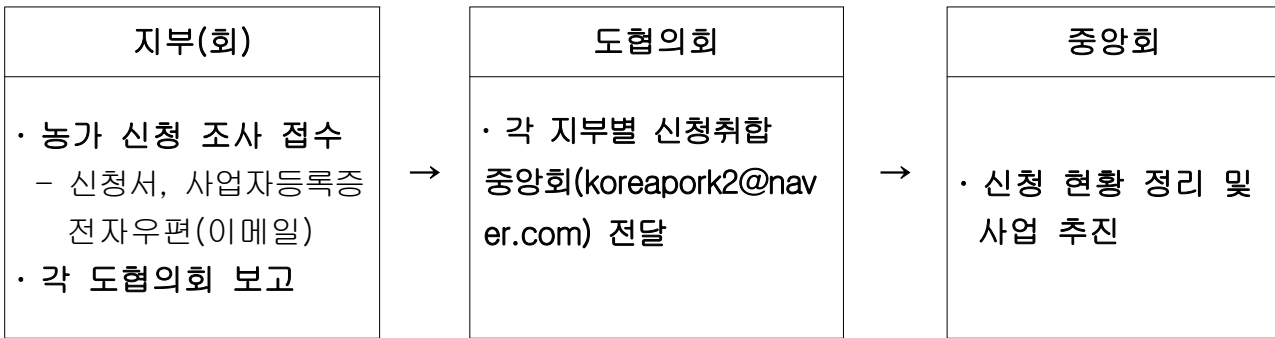 지부(회)
· 농가 신청 조사 접수
- 신청서, 사업자등록증
전자우편(이메일)
· 각 도협의회 보고
→
도협의회
· 각 지부별 신청취합
중앙회(koreapork2@nav
er.com) 전달
→
중앙회
· 신청 현황 정리 및
사업 추진